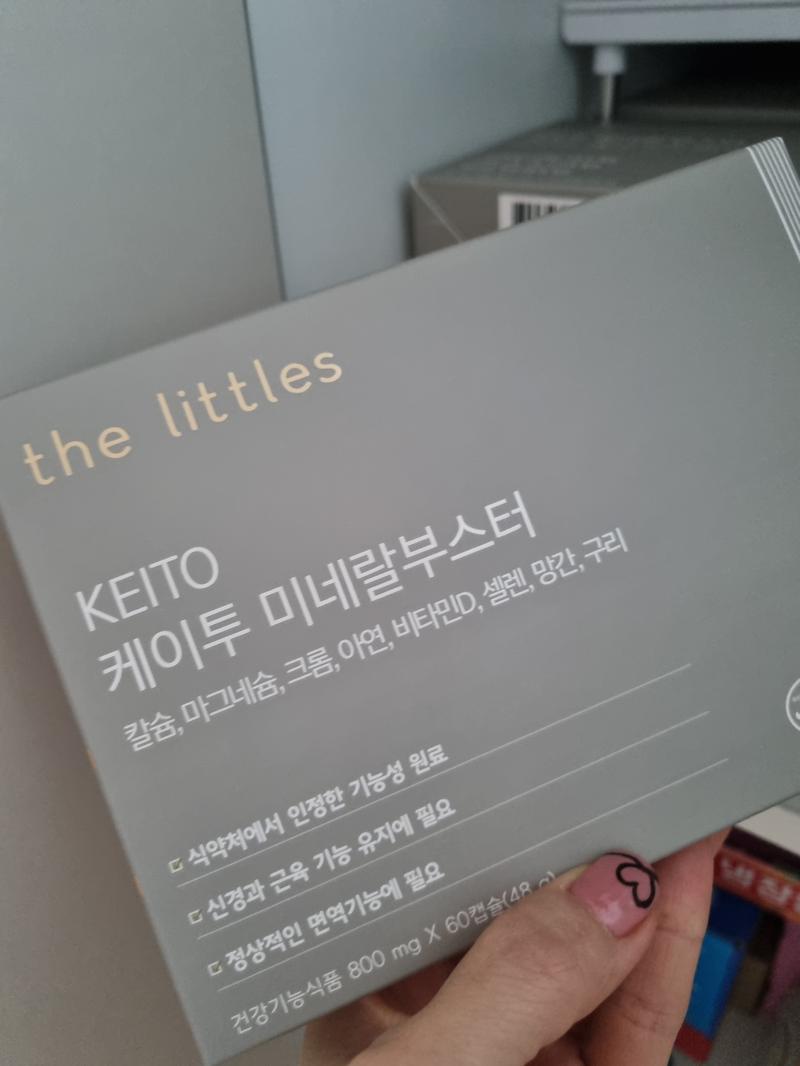 the littles
KEITO
케이투 미네랄부스터
칼슘, 마그네슘, 크롬, 아연, 비타민D, 셀렌, 망간, 구리
식약처에서 인정한 기능성 원료
신경과 근육 기능 유지에 필요
정상적인 면역기능에 필요
건강기능식품 800 mg X 60캡슐(48 g)